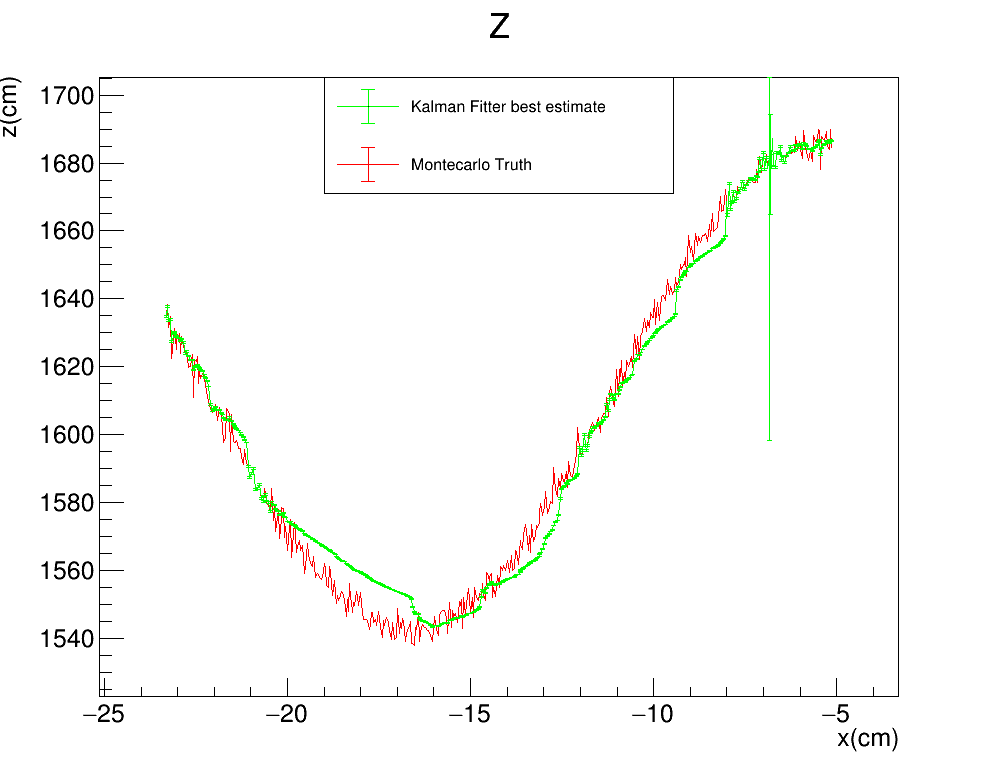 Z
z(cm)
1700
1680
1660
1640
1620
1600
1580
1560
1540
Kalman Fitter best estimate
Montecarlo Truth
−25 −20 −15 −10 −5
x(cm)